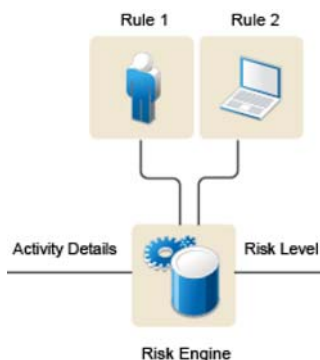 Rule 1
Rule 2
Activity Details
Risk Level
Risk Engine